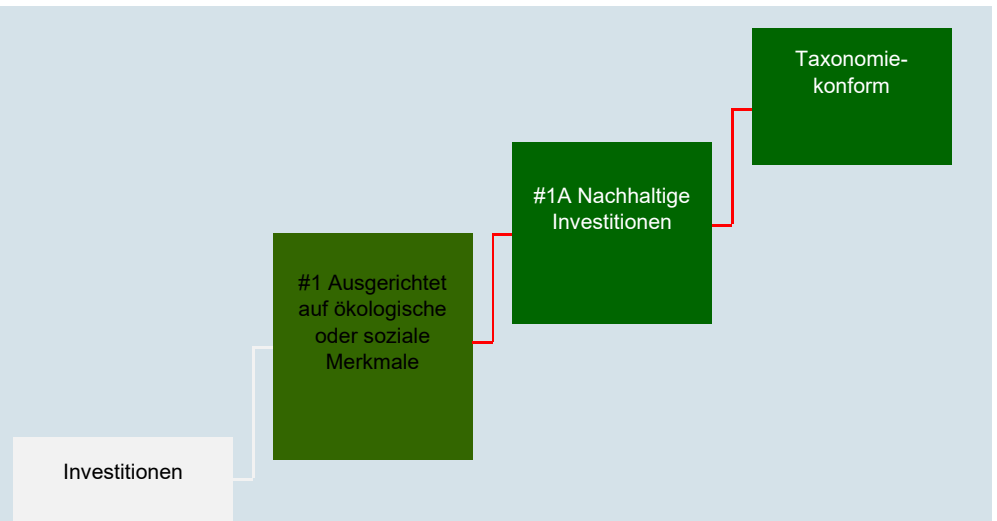 Taxonomie-
konform
#1A Nachhaltige
Investitionen
#1 Ausgerichtet
auf ökologische
oder soziale
Merkmale
Investitionen